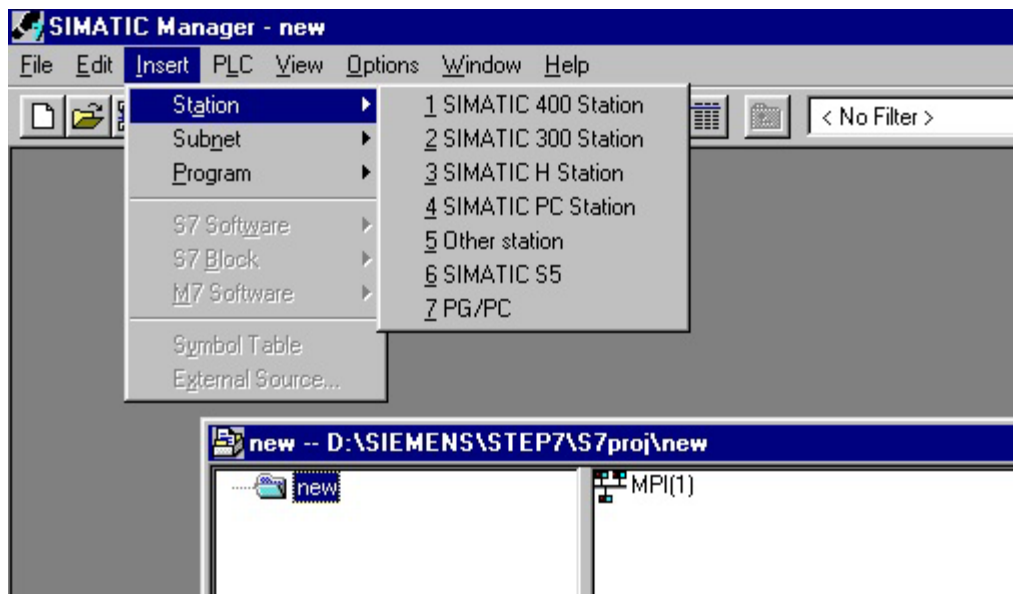 SIMATIC Manager - new
File Edit Insert PLC View Options Window Help
< No Filter >
Station
Subnet
Program
S7 Software
S7 Block
M7 Software
Symbol Table
External Source...
1 SIMATIC 400 Station
2 SIMATIC 300 Station
3 SIMATIC H Station
4 SIMATIC PC Station
5 Other station
6 SIMATIC S5
7 PG/PC
new -- D:\SIEMENS\STEP7\S7proj\new
new
MPI(1)